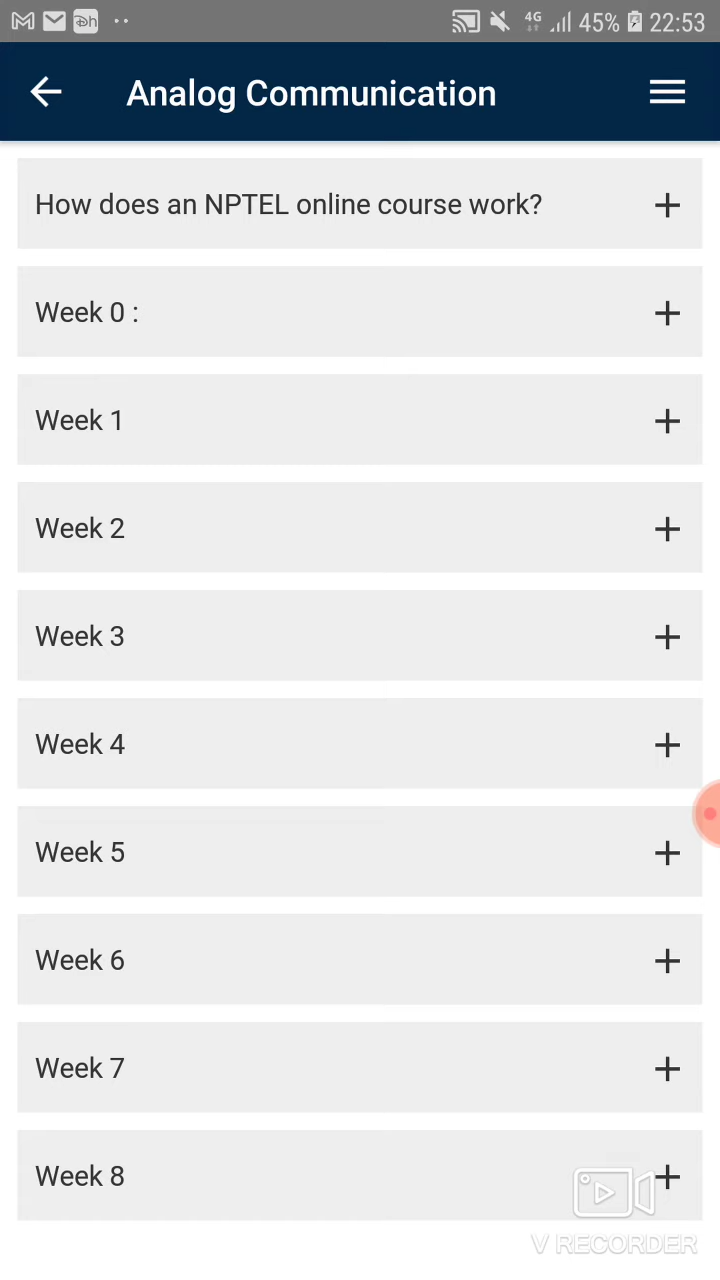 4G 45% 22:53
Analog Communication
How does an NPTEL online course work?
Week 0 :
Week 1
Week 2
Week 3
Week 4
Week 5
Week 6
Week 7
Week 8
V RECORDER